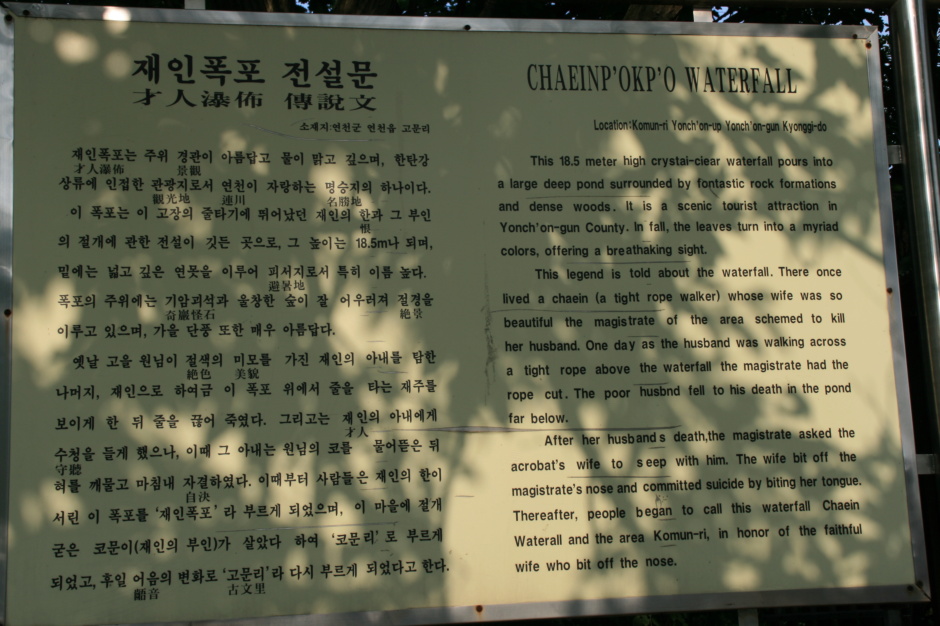 재인폭포 전설문
才人瀑佈 傳說文
소재지:연천군 연천읍 고문리
재인폭포는 주위 경관이 아름답고 물이 맑고 깊으며, 한탄강
才人瀑佈 景觀
상류에 인접한 관광지로서 연천이 자랑하는 명승지의 하나이다.
觀光地 蓮川 名勝地
이 폭포는 이 고장의 줄타기에 뛰어났던 재인의 한과 그 부인
恨
의 절개에 관한 전설이 깃든 곳으로, 그 높이는 18.5m나 되며,
밑에는 넓고 깊은 연못을 이루어 피서지로서 특히 이름 높다.
避暑地
폭포의 주위에는 기암괴석과 울창한 숲이 잘 어우러져 절경을
奇巖怪石 絶景
이루고 있으며, 가을 단풍 또한 매우 아름답다.
옛날 고을 원님이 절색의 미모를 가진 재인의 아내를 탐한
絶色 美貌
나머지, 재인으로 하여금 이 폭포 위에서 줄을 타는 재주를
보이게 한 뒤 줄을 끊어 죽였다. 그리고는 재인의 아내에게
才人
수청을 들게 했으나, 이때 그 아내는 원님의 코를 물어뜯은 뒤
守聽
혀를 깨물고 마침내 자결하였다. 이때부터 사람들은 재인의 한이
自決
서린 이 폭포를 '재인폭포' 라 부르게 되었으며, 이 마을에 절개
굳은 코문이(재인의 부인)가 살았다 하여 '코문리' 로 부르게
되었고, 후일 어음의 변화로 '고문리'라 다시 부르게 되었다고 한다.
語音 古文里
CHAEINP'OKP'O WATERFALL
Location:Komun-ri Yonch'on-up Yonch'on-gun Kyonggi-do
This 18.5 meter high crystai-ciear waterfall pours into
a large deep pond surrounded by fontastic rock formations
and dense woods. It is a scenic tourist attraction in
Yonch'on-gun County. In fall, the leaves turn into a myriad
colors, offering a breathaking sight.
This legend is told about the waterfall. There once
lived a chaein (a tight rope walker) whose wife was so
beautiful the magistrate of the area schemed to kill
her husband. One day as the husband was walking across
a tight rope above the waterfall the magistrate had the
rope cut. The poor husbnd fell to his death in the pond
far below.
After her husband s death,the magistrate asked the
acrobat's wife to s eep with him. The wife bit off the
magistrate's nose and committed suicide by biting her tongue.
Thereafter, people began to call this waterfall Chaein
Waterall and the area Komun-ri, in honor of the faithful
wife who bit off the nose.